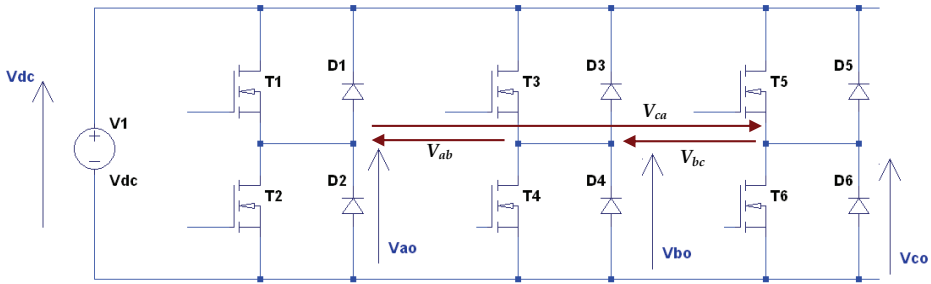 Vdc
V1
Vdc
T1
D1
T3
D3
T5
D5
Vca
Vab
Vbc
T2
D2
T4
D4
T6
D6
Vao
Vbo
Vco